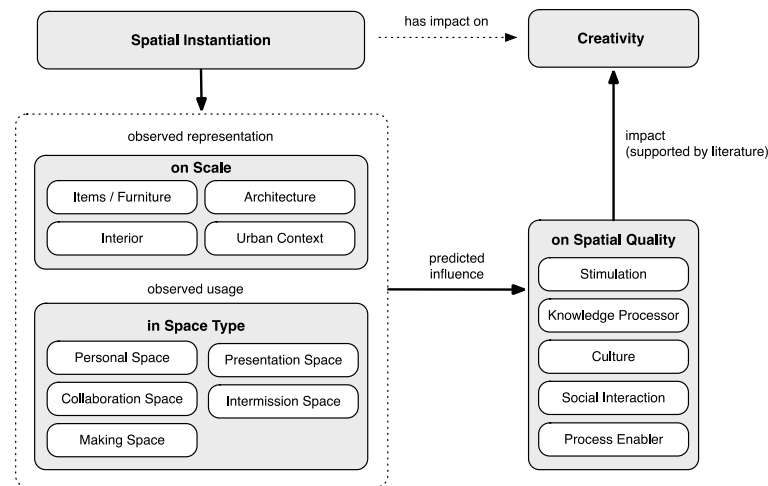 Spatial Instantiation
has impact on
Creativity
observed representation
on Scale
Items / Furniture
Architecture
Interior
Urban Context
observed usage
in Space Type
Personal Space
Presentation Space
Collaboration Space
Intermission Space
Making Space
predicted
influence
impact
(supported by literature)
on Spatial Quality
Stimulation
Knowledge Processor
Culture
Social Interaction
Process Enabler